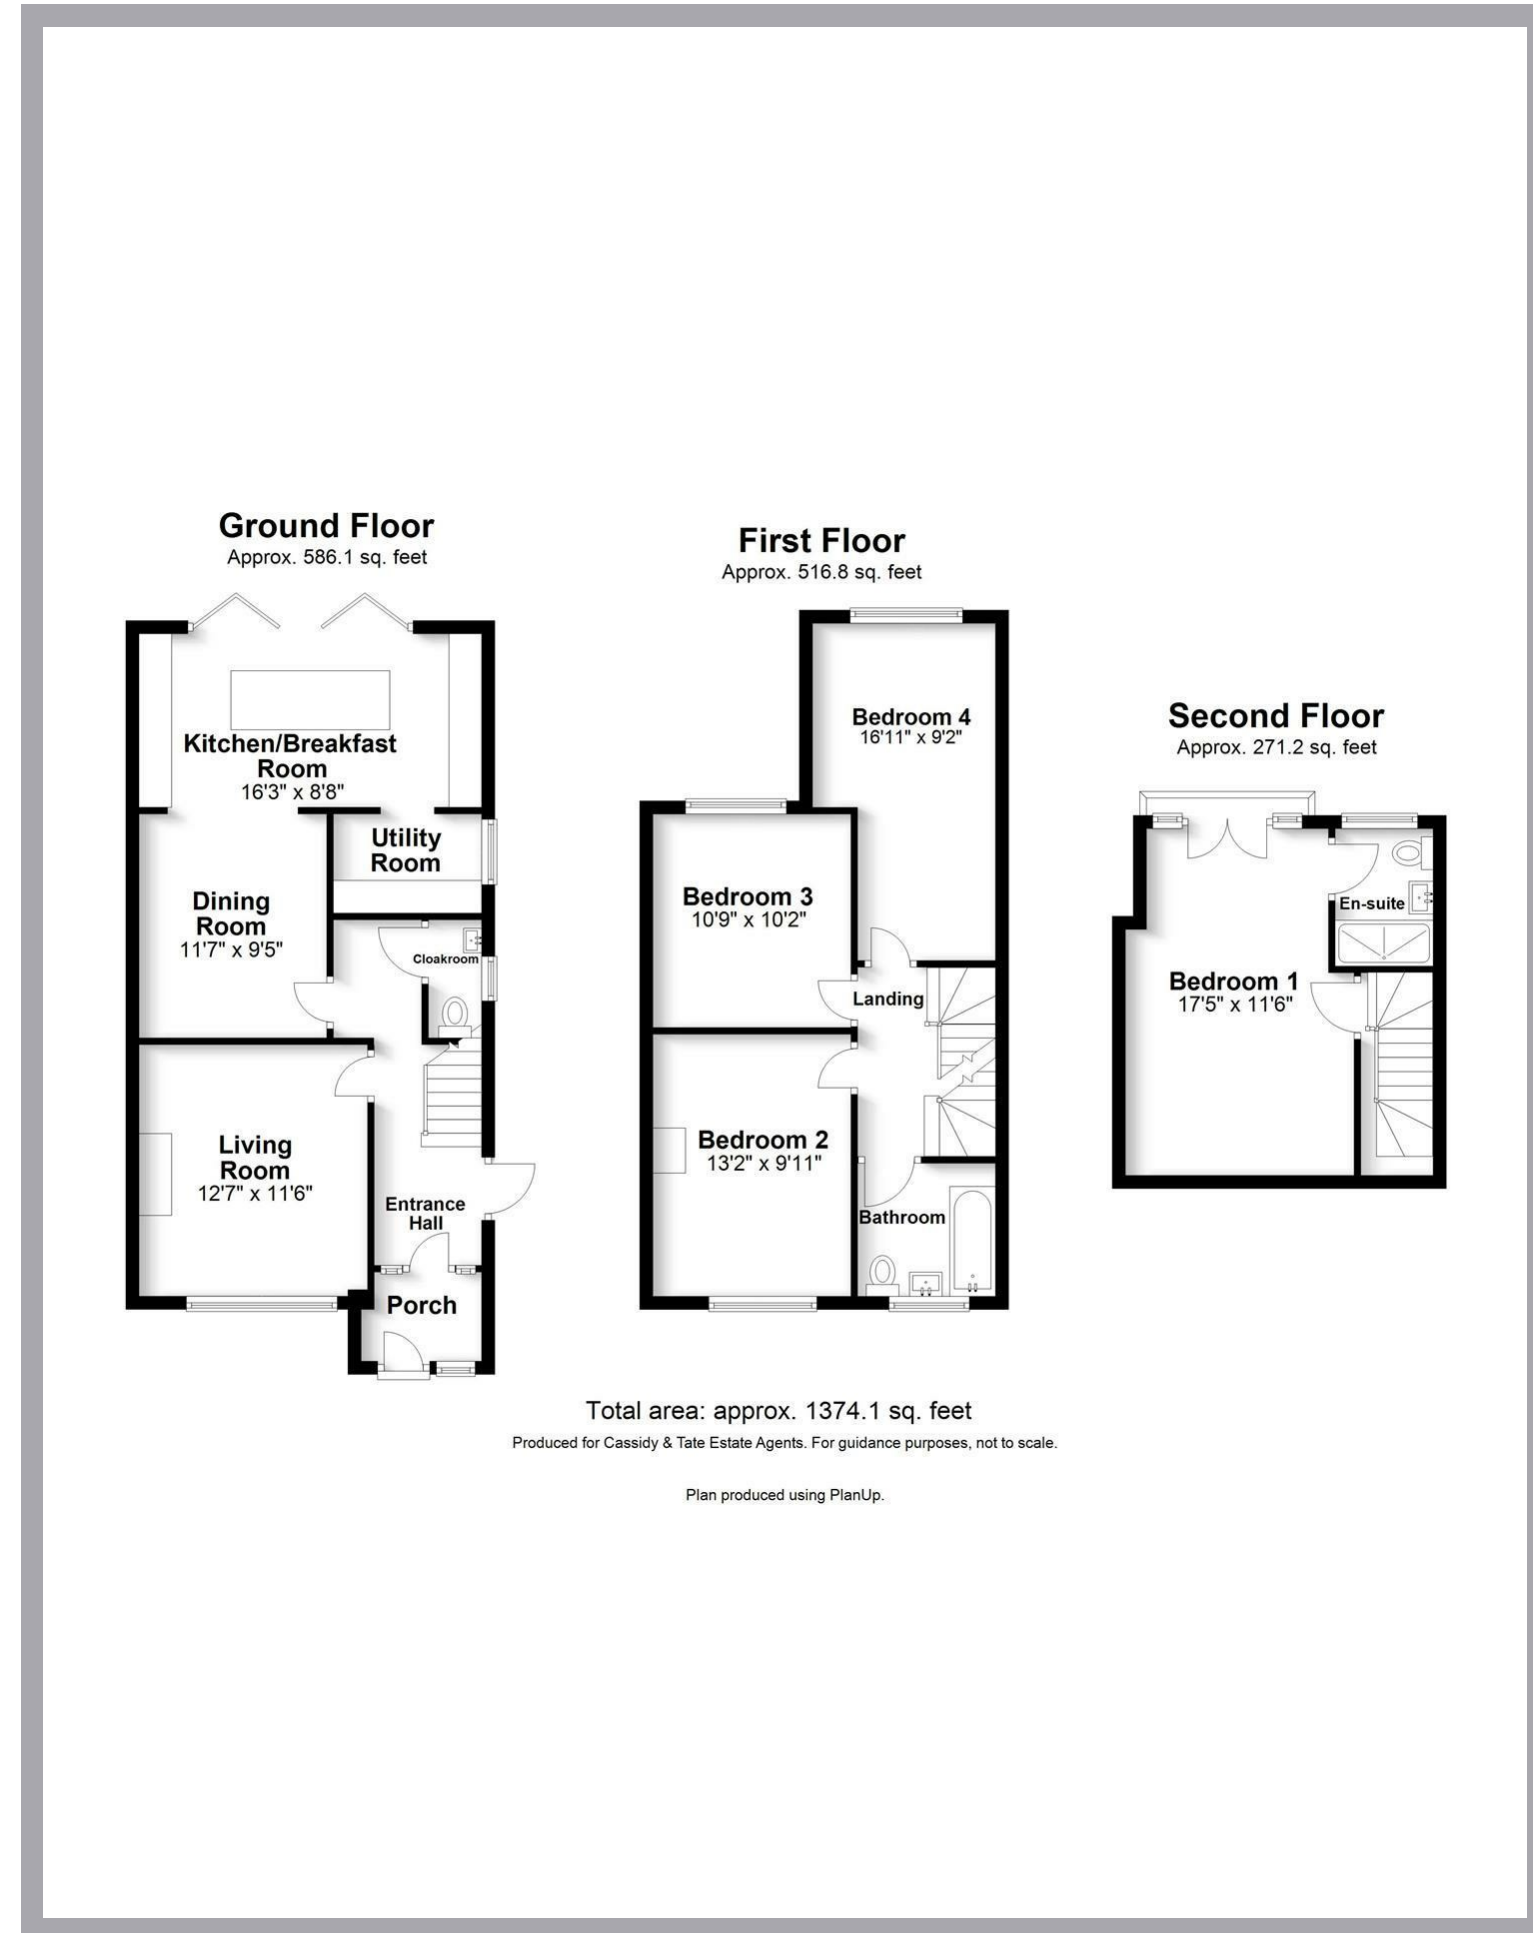 Ground Floor
Approx. 586.1 sq. feet
Kitchen/Breakfast
Room
16'3" x 8'8"
Utility
Room
Dining
Room
11'7" x 9'5"
Cloakroom
Living
Room
12'7" x 11'6"
Entrance
Hall
Porch
First Floor
Approx. 516.8 sq. feet
Bedroom 4
16'11" x 9'2"
Bedroom 3
10'9" x 10'2"
Landing
Bedroom 2
13'2" x 9'11"
Bathroom
Second Floor
Approx. 271.2 sq. feet
En-suite
Bedroom 1
17'5" x 11'6"
Total area: approx. 1374.1 sq. feet
Produced for Cassidy & Tate Estate Agents. For guidance purposes, not to scale.
Plan produced using PlanUp.